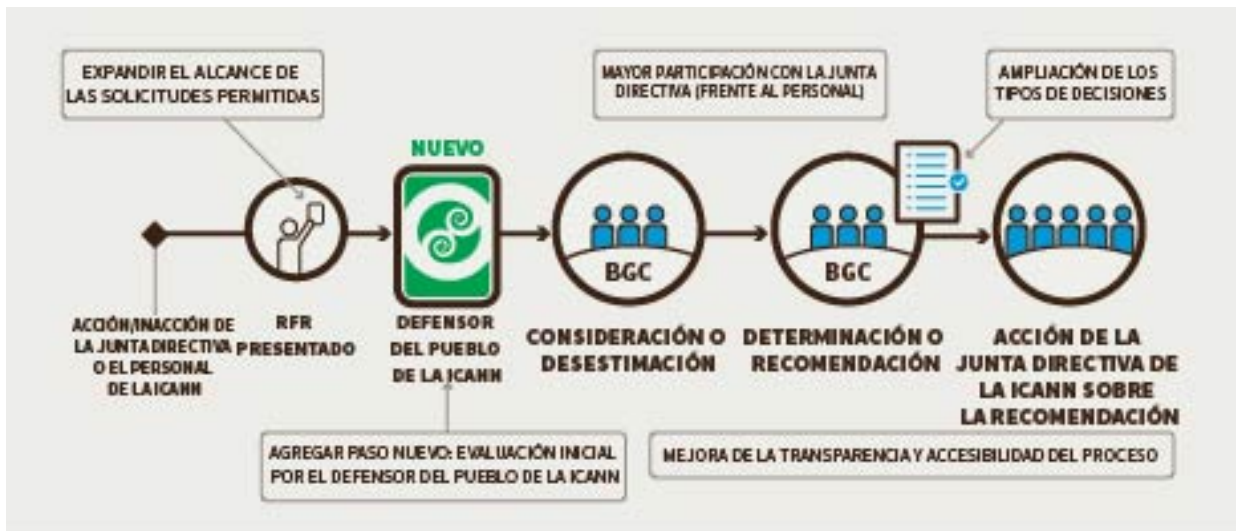 EXPANDIR EL ALCANCE DE
LAS SOLICITUDES PERMITIDAS
MAYOR PARTICIPACIÓN CON LA JUNTA
DIRECTIVA (FRENTE AL PERSONAL)
AMPLIACIÓN DE LOS
TIPOS DE DECISIONES
NUEVO
BGC
BGC
ACCIÓN/INACCIÓN DE
LA JUNTA DIRECTIVA
O EL PERSONAL
DE LA ICANN
RFR
PRESENTADO
DEFENSOR
DEL PUEBLO
DE LA ICANN
CONSIDERACIÓN O
DESESTIMACIÓN
DETERMINACIÓN O
RECOMENDACIÓN
ACCIÓN DE LA
JUNTA DIRECTIVA DE
LA ICANN SOBRE
LA RECOMENDACIÓN
AGREGAR PASO NUEVO: EVALUACIÓN INICIAL
POR EL DEFENSOR DEL PUEBLO DE LA ICANN
MEJORA DE LA TRANSPARENCIA Y ACCESIBILIDAD DEL PROCESO